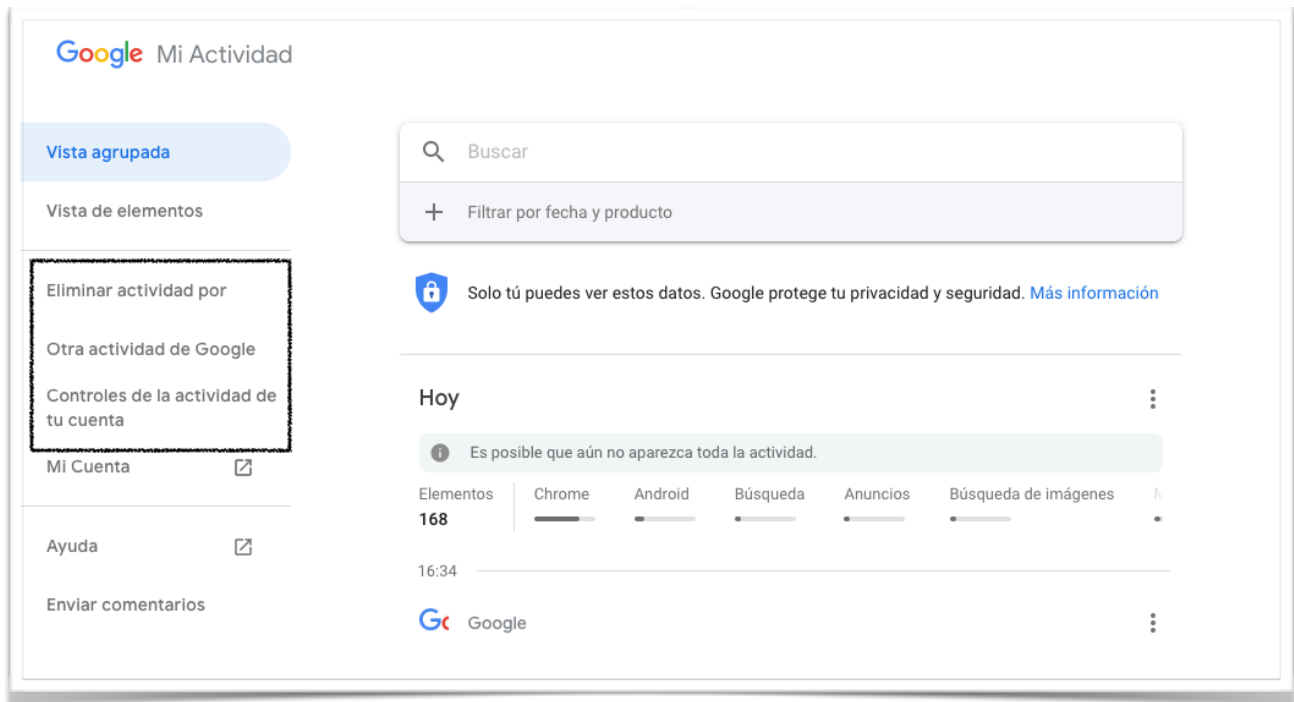 Google Mi Actividad
Vista agrupada
Vista de elementos
Eliminar actividad por
Otra actividad de Google
Controles de la actividad de
tu cuenta
Mi Cuenta
Ayuda
Enviar comentarios
Buscar
Filtrar por fecha y producto
Solo tú puedes ver estos datos. Google protege tu privacidad y seguridad. Más información
Hoy
Es posible que aún no aparezca toda la actividad.
Elementos Chrome Android Búsqueda Anuncios Búsqueda de imágenes
168
16:34
Google